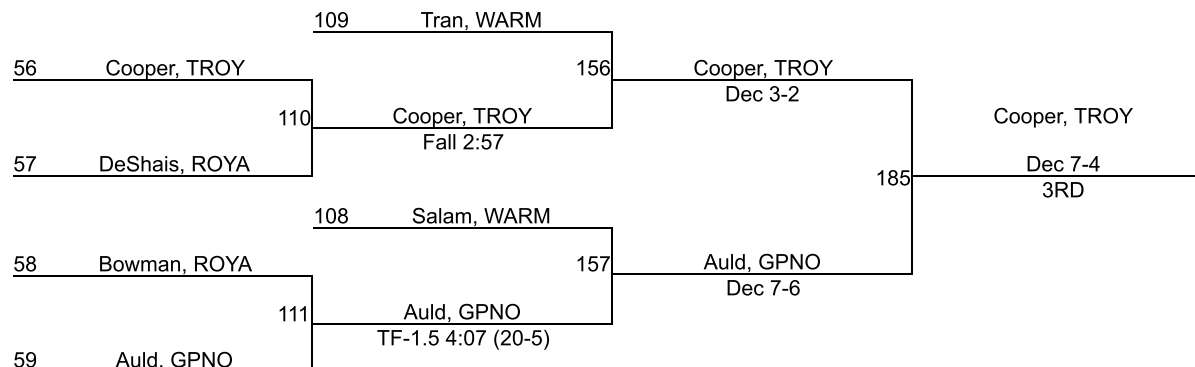 109 Tran, WARM
56 Cooper, TROY
156 Cooper, TROY
Dec 3-2
110 Cooper, TROY
Fall 2:57
Cooper, TROY
57 DeShais, ROYA
185 Dec 7-4
3RD
108 Salam, WARM
58 Bowman, ROYA
157 Auld, GPNO
Dec 7-6
111 Auld, GPNO
TF-1.5 4:07 (20-5)
59 Auld, GPNO